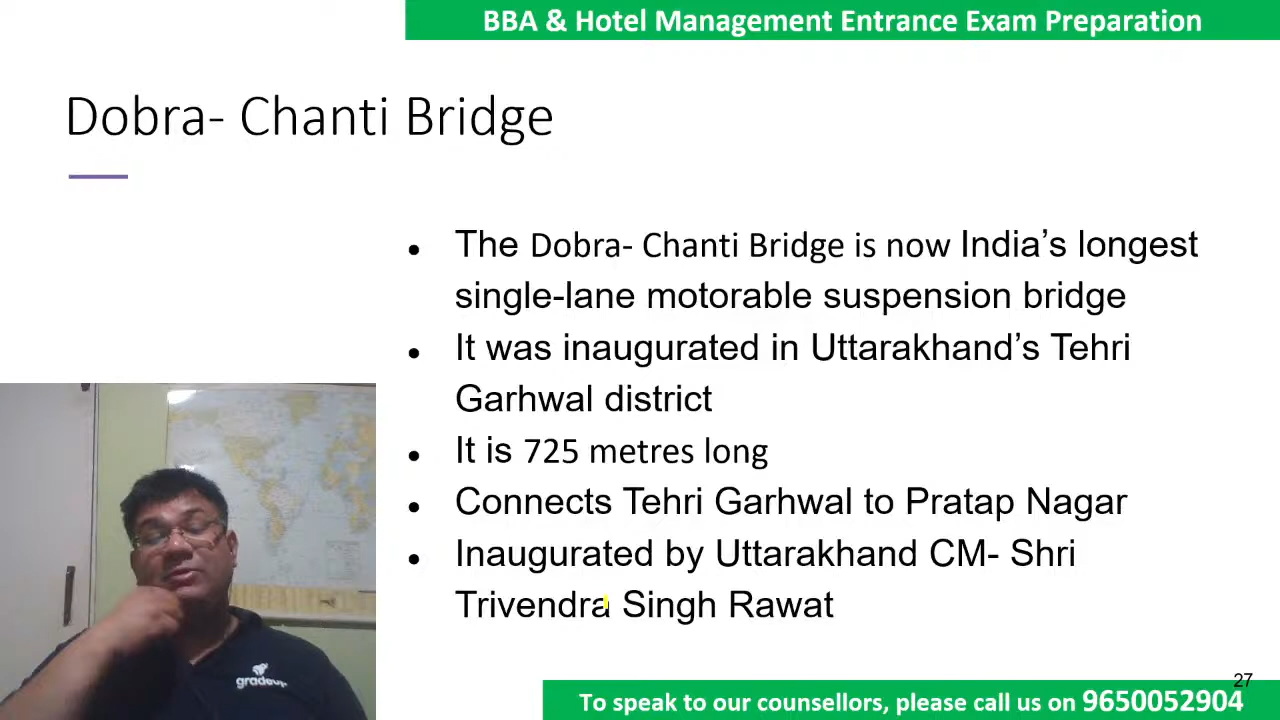 BBA & Hotel Management Entrance Exam Preparation
Dobra- Chanti Bridge
● The Dobra- Chanti Bridge is now India’s longest
single-lane motorable suspension bridge
● It was inaugurated in Uttarakhand’s Tehri
Garhwal district
● It is 725 metres long
● Connects Tehri Garhwal to Pratap Nagar
● Inaugurated by Uttarakhand CM- Shri
Trivendra Singh Rawat
gradeup
27
To speak to our counsellors, please call us on 9650052904